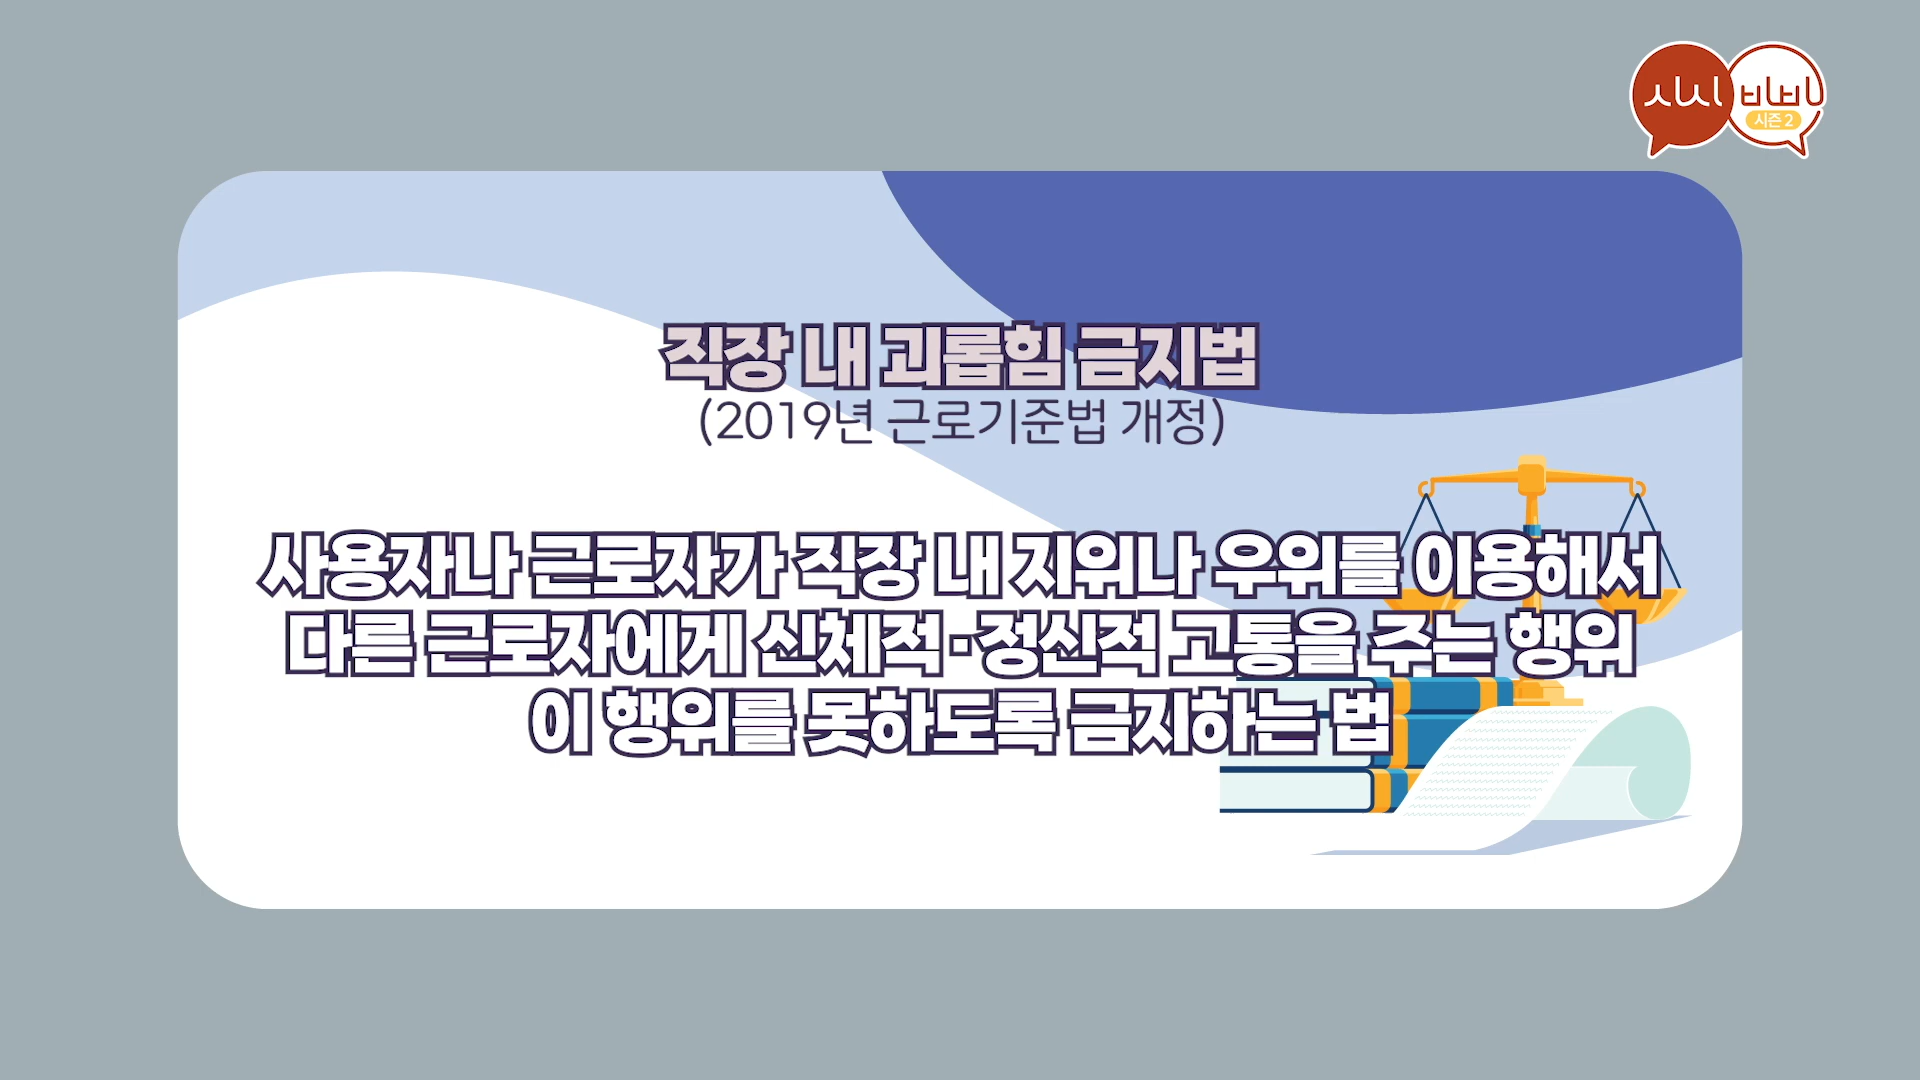 시시비비
시즌 2
직장 내 괴롭힘 금지법
(2019년 근로기준법 개정)
사용자나 근로자가 직장 내 지위나 우위를 이용해서
다른 근로자에게 신체적·정신적 고통을 주는 행위
이 행위를 못하도록 금지하는 법